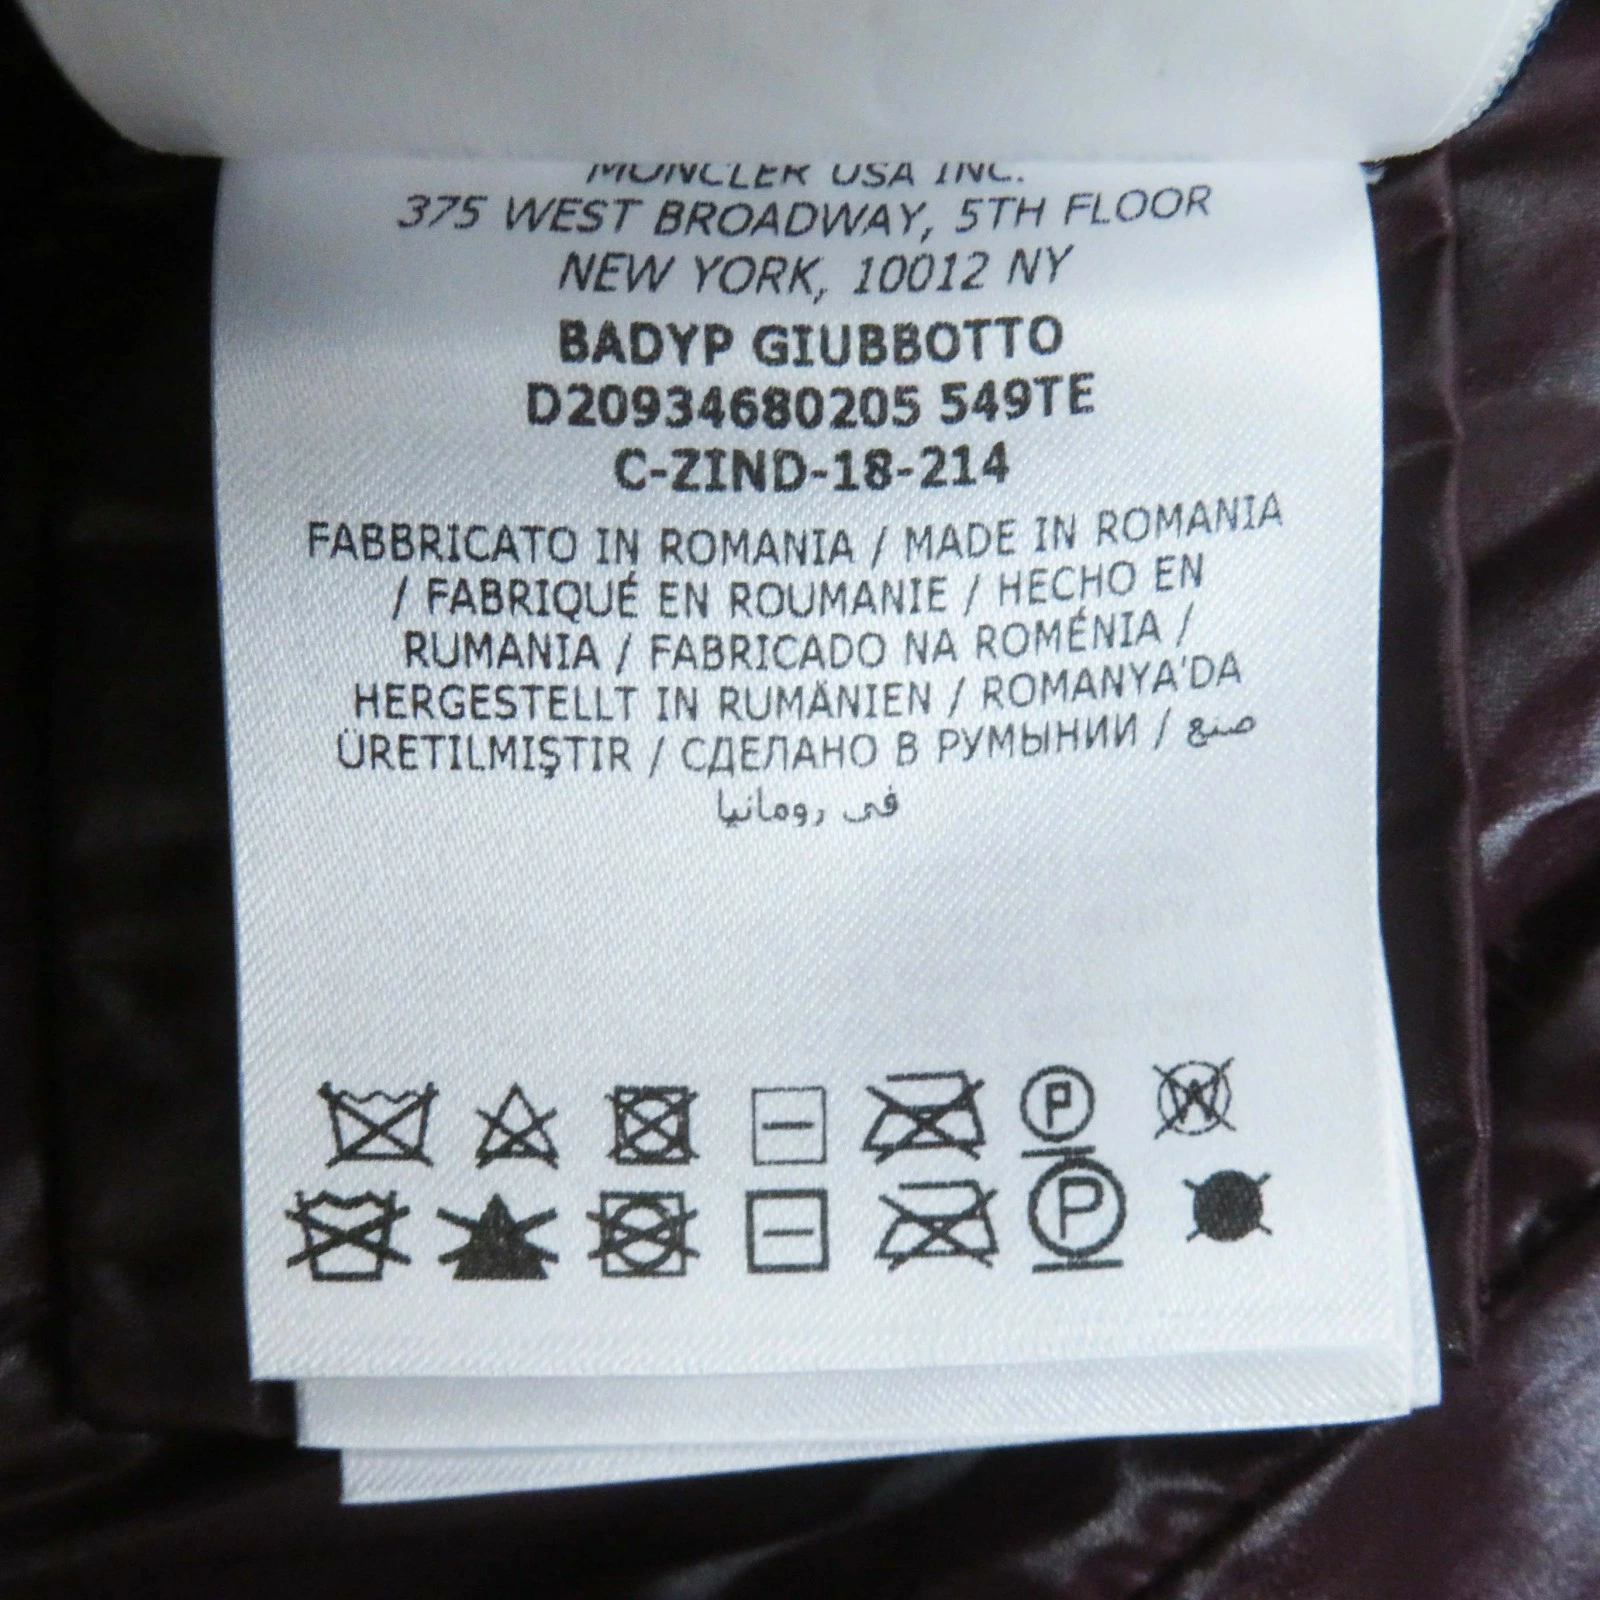 MONCLER USA INC.
375 WEST BROADWAY, 5TH FLOOR
NEW YORK, 10012 NY
BADYP GIUBBOTTO
D20934680205 549TE
C-ZIND-18-214
FABBRICATO IN ROMANIA / MADE IN ROMANIA
/ FABRIQUÉ EN ROUMANIE / HECHO EN
RUMANIA / FABRICADO NA ROMÉNIA /
HERGESTELLT IN RUMÄNIEN / ROMANYA'DA
ÜRETILMIŞTIR / СДЕЛАНО В РУМЫНИИ / صنع
في رومانيا
P W
P